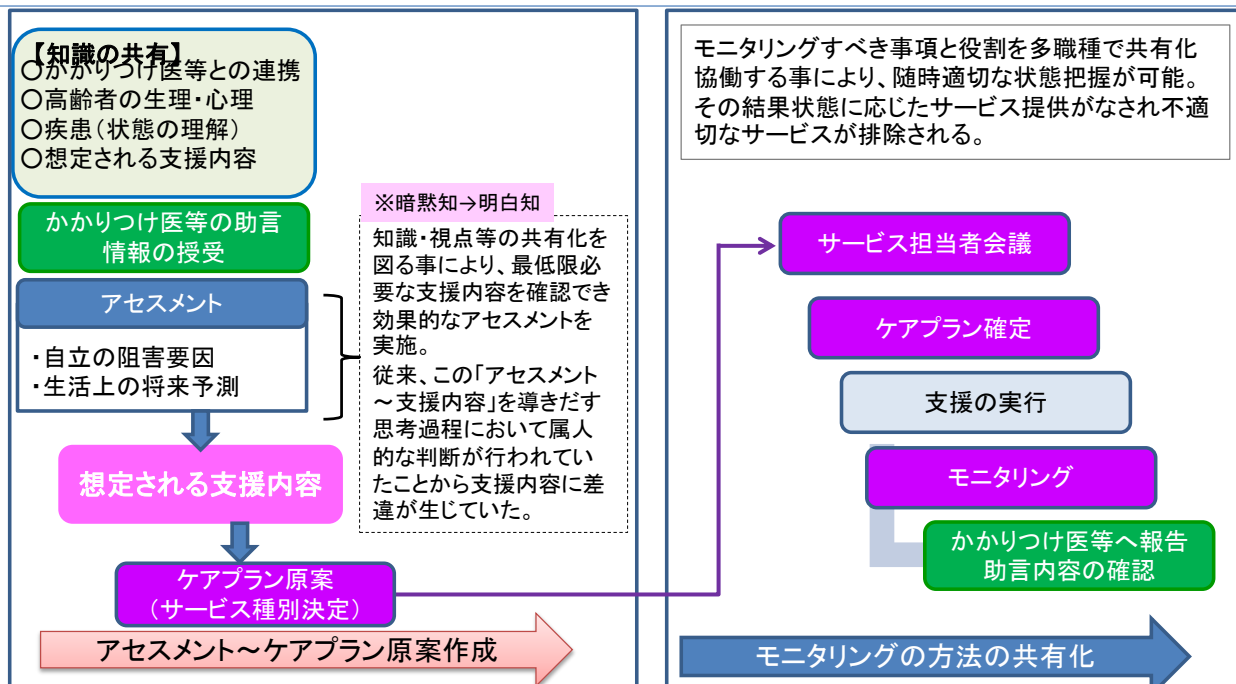 【知識の共有】
〇かかりつけ医等との連携
〇高齢者の生理・心理
〇疾患(状態の理解)
〇想定される支援内容
かかりつけ医等の助言
情報の授受
アセスメント
・自立の阻害要因
・生活上の将来予測
想定される支援内容
ケアプラン原案
(サービス種別決定)
アセスメント～ケアプラン原案作成
※暗黙知→明白知
知識・視点等の共有化を
図る事により、最低限必
要な支援内容を確認でき
効果的なアセスメントを
実施。
従来、この「アセスメント
～支援内容」を導きだす
思考過程において属人
的な判断が行われてい
たことから支援内容に差
違が生じていた。
モニタリングすべき事項と役割を多職種で共有化
協働する事により、随時適切な状態把握が可能。
その結果状態に応じたサービス提供がなされ不適
切なサービスが排除される。
サービス担当者会議
ケアプラン確定
支援の実行
モニタリング
かかりつけ医等へ報告
助言内容の確認
モニタリングの方法の共有化